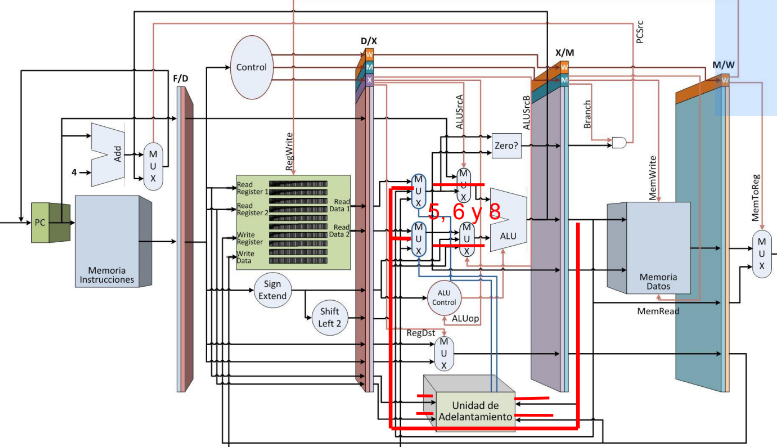 D/X
X/M
M/W
F/D
W
M
X
W
M
W
Control
PCSrc
ALUSrcA
ALUSrcB
Branch
RegWrite
Add
4
M
U
X
Zero?
MemWrite
MemToReg
PC
Memoria
Instrucciones
Read
Register 1
Read
Register 2
Write
Register
Write
Data
Read
Data 1
Read
Data 2
M
U
X
M
U
X
M
U
X
M
U
X
5, 6 y 8
ALU
Memoria
Datos
M
U
X
Sign
Extend
Shift
Left 2
ALU
Control
ALUop
MemRead
RegDst
M
U
X
Unidad de
Adelantamiento